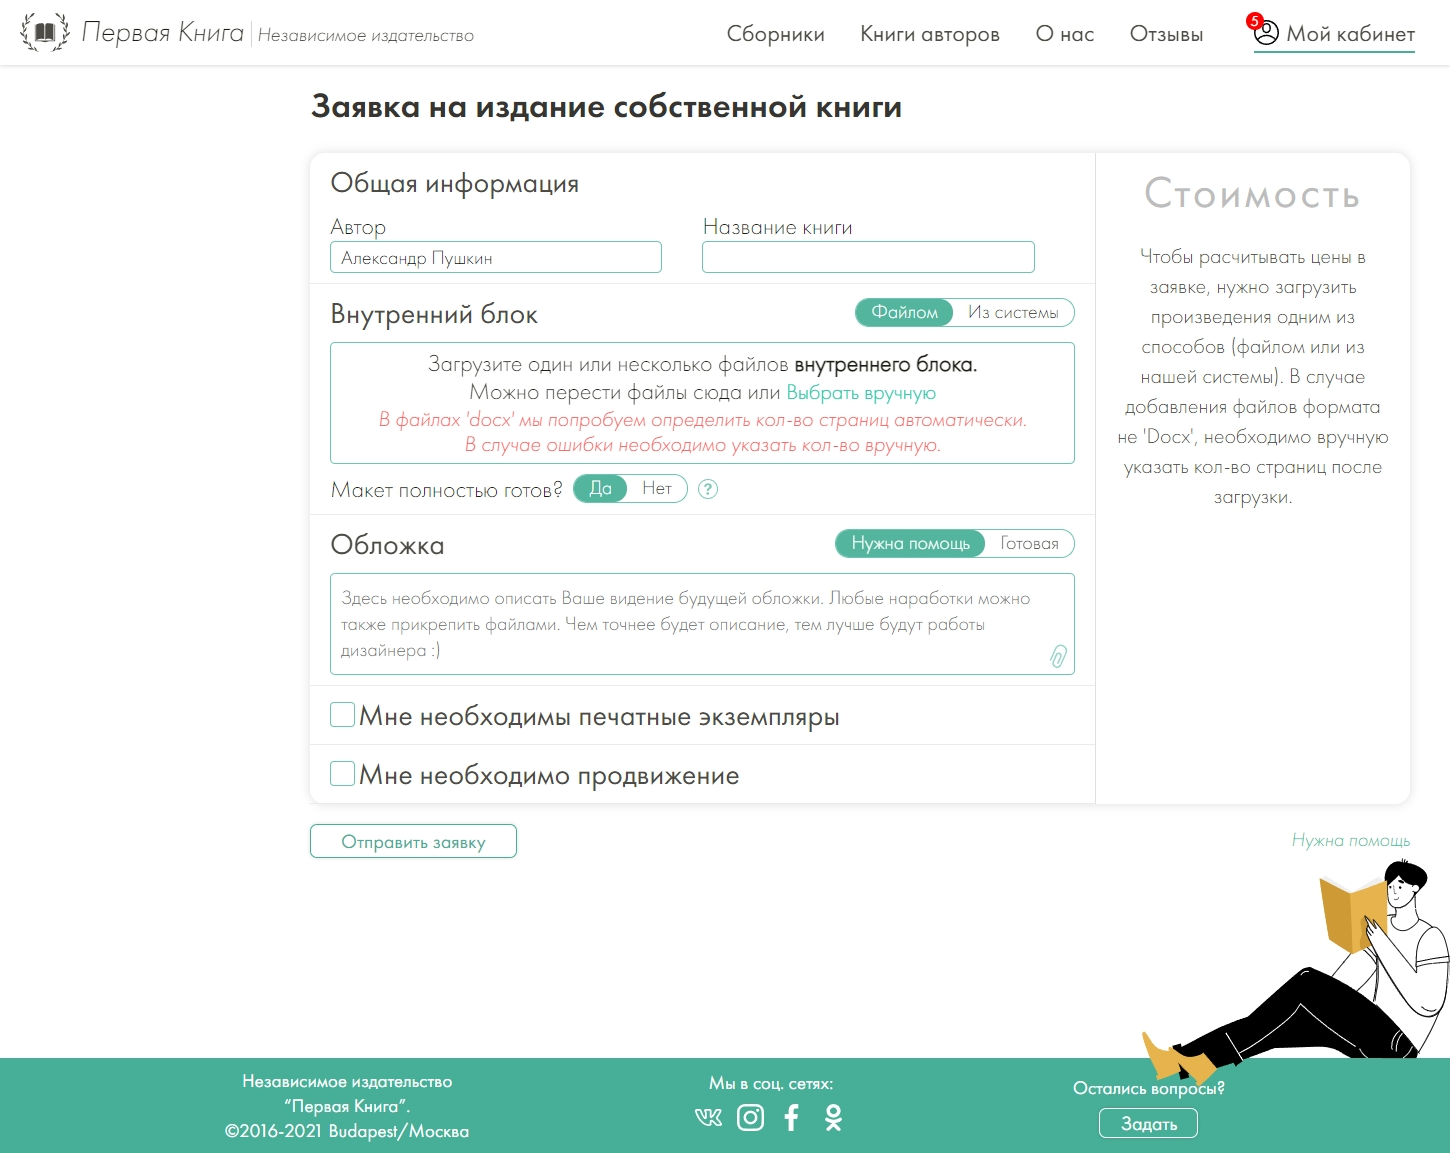 Первая Книга Независимое издательство
Сборники Книги авторов О нас Отзывы 5 Мой кабинет
Заявка на издание собственной книги
Общая информация
Автор Название книги
Александр Пушкин
Внутренний блок Файлом Из системы
Загрузите один или несколько файлов внутреннего блока.
Можно перести файлы сюда или Выбрать вручную
В файлах 'docx' мы попробуем определить кол-во страниц автоматически.
В случае ошибки необходимо указать кол-во вручную.
Макет полностью готов? Да Нет ?
Обложка Нужна помощь Готовая
Здесь необходимо описать Ваше видение будущей обложки. Любые наработки можно
также прикрепить файлами. Чем точнее будет описание, тем лучше будут работы
дизайнера :)
Мне необходимы печатные экземпляры
Мне необходимо продвижение
Стоимость
Чтобы расчитывать цены в
заявке, нужно загрузить
произведения одним из
способов (файлом или из
нашей системы). В случае
добавления файлов формата
не 'Docx', необходимо вручную
указать кол-во страниц после
загрузки.
Отправить заявку Нужна помощь
Независимое издательство
“Первая Книга”.
©2016-2021 Budapest/Москва
Мы в соц. сетях:
Остались вопросы?
Задать